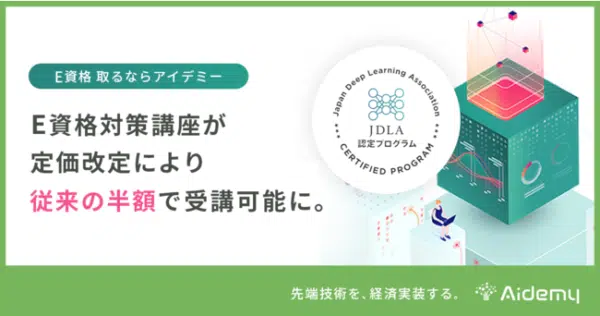 E資格 取るならアイデミー
E資格対策講座が
定価改定により
従来の半額で受講可能に。
Japan Deep Learning Association
JDLA
認定プログラム
CERTIFIED PROGRAM
先端技術を、経済実装する。
Aidemy